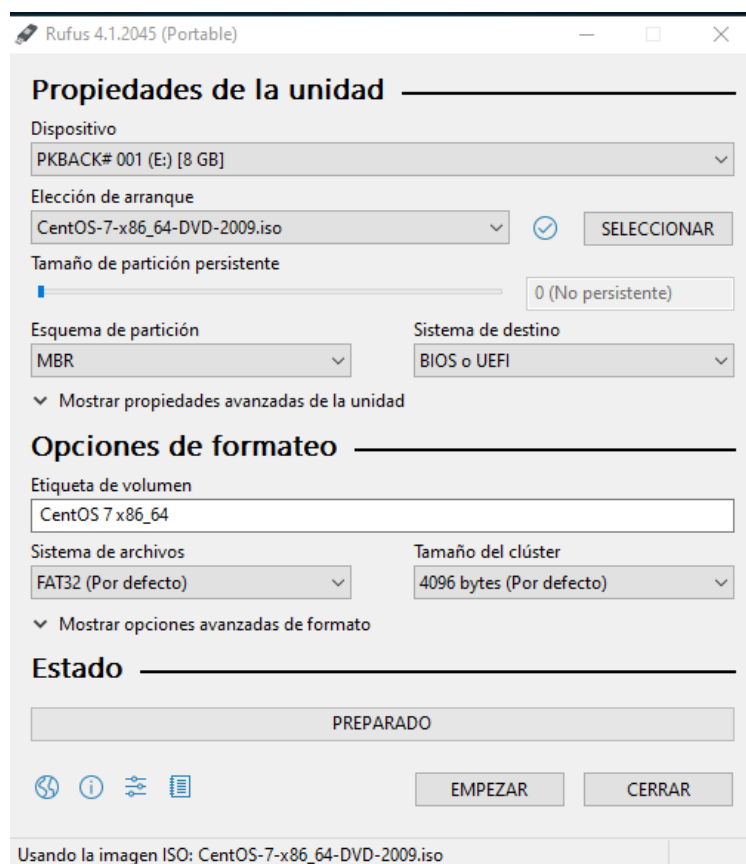 Rufus 4.1.2045 (Portable)
Propiedades de la unidad
Dispositivo
PKBACK# 001 (E:) [8 GB]
Elección de arranque
CentOS-7-x86_64-DVD-2009.iso
SELECCIONAR
Tamaño de partición persistente
0 (No persistente)
Esquema de partición
Sistema de destino
MBR
BIOS o UEFI
Mostrar propiedades avanzadas de la unidad
Opciones de formateo
Etiqueta de volumen
CentOS 7 x86_64
Sistema de archivos
Tamaño del clúster
FAT32 (Por defecto)
4096 bytes (Por defecto)
Mostrar opciones avanzadas de formato
Estado
PREPARADO
EMPEZAR
CERRAR
Usando la imagen ISO: CentOS-7-x86_64-DVD-2009.iso